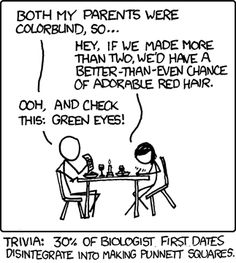 BOTH MY PARENTS WERE
COLORBLIND, SO...
HEY, IF WE MADE MORE
THAN TWO, WE'D HAVE A
BETTER-THAN-EVEN CHANCE
OF ADORABLE RED HAIR.
OOH, AND CHECK
THIS: GREEN EYES!
TRIVIA: 30% OF BIOLOGIST FIRST DATES
DISINTEGRATE INTO MAKING PUNNETT SQUARES.